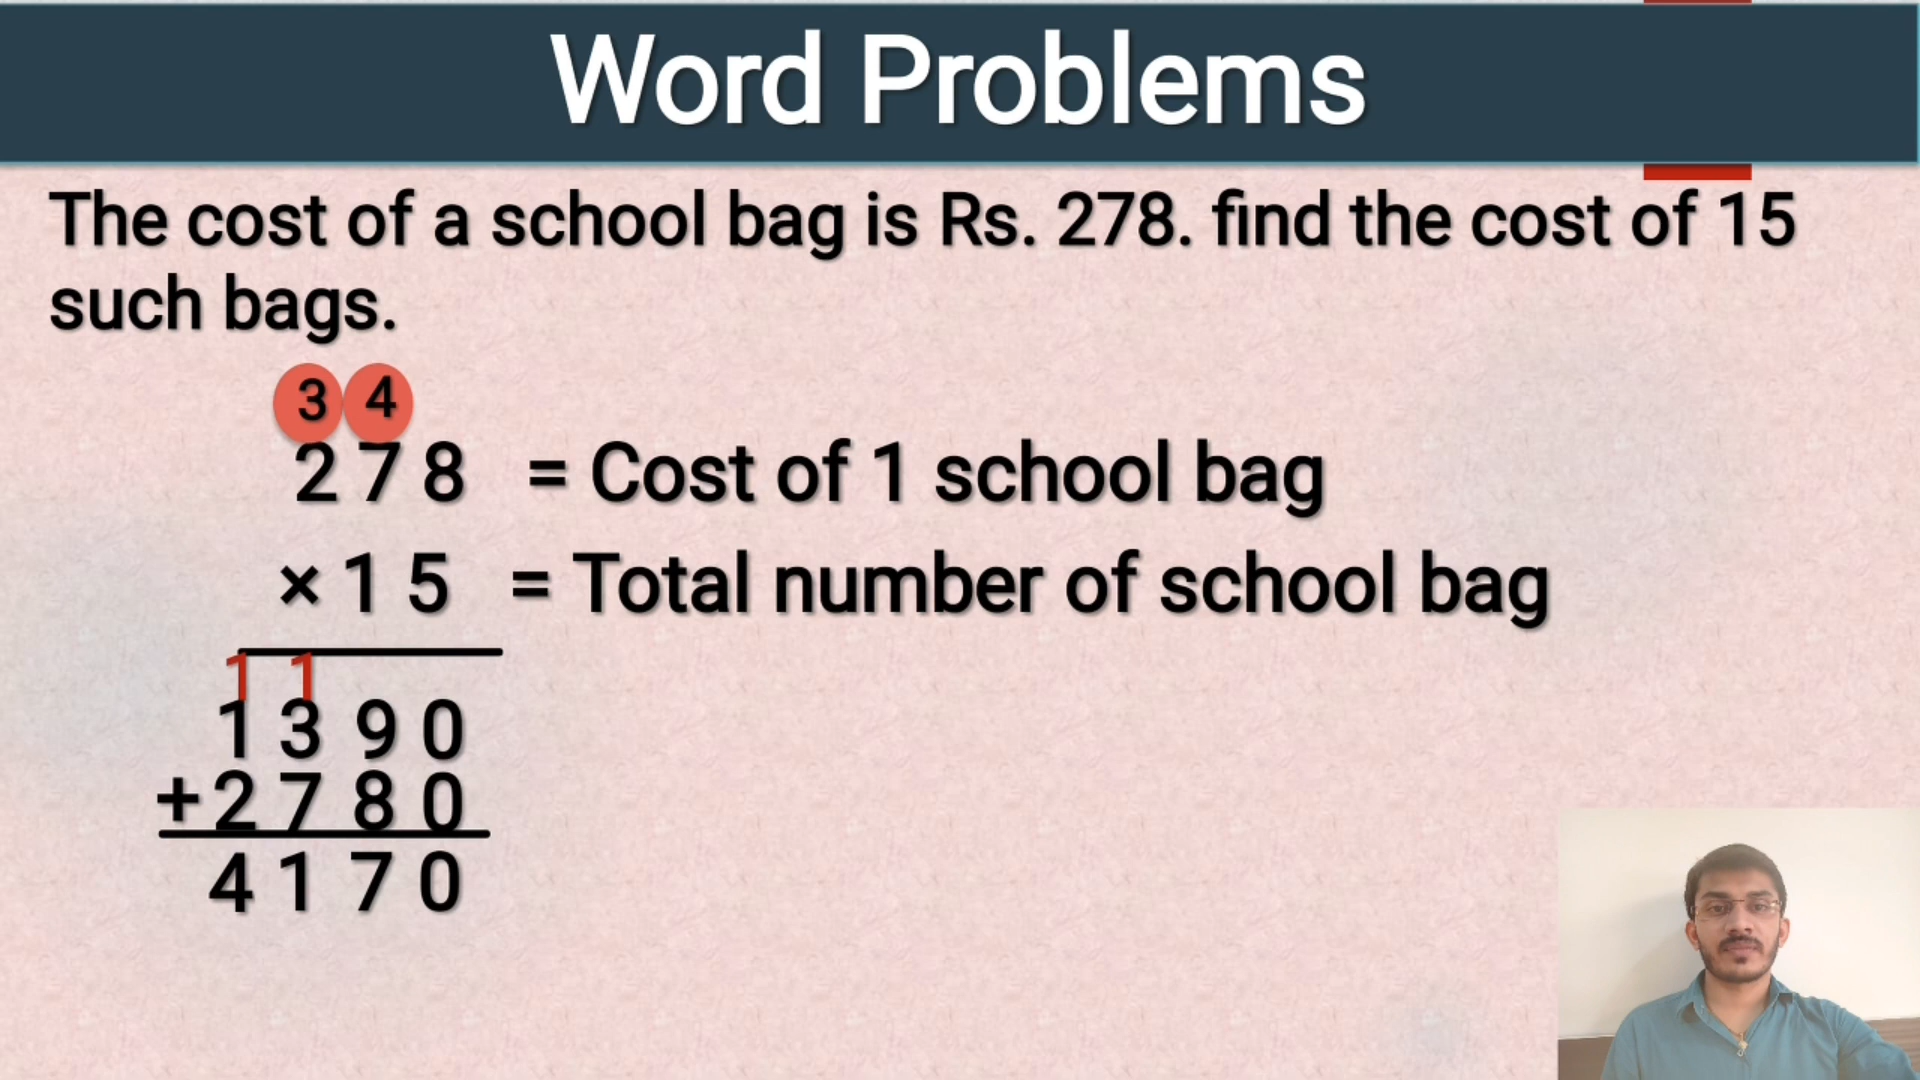 Word Problems
The cost of a school bag is Rs. 278. find the cost of 15
such bags.
3 4
2 7 8 = Cost of 1 school bag
× 1 5 = Total number of school bag
1 1
1 3 9 0
+ 2 7 8 0
4 1 7 0